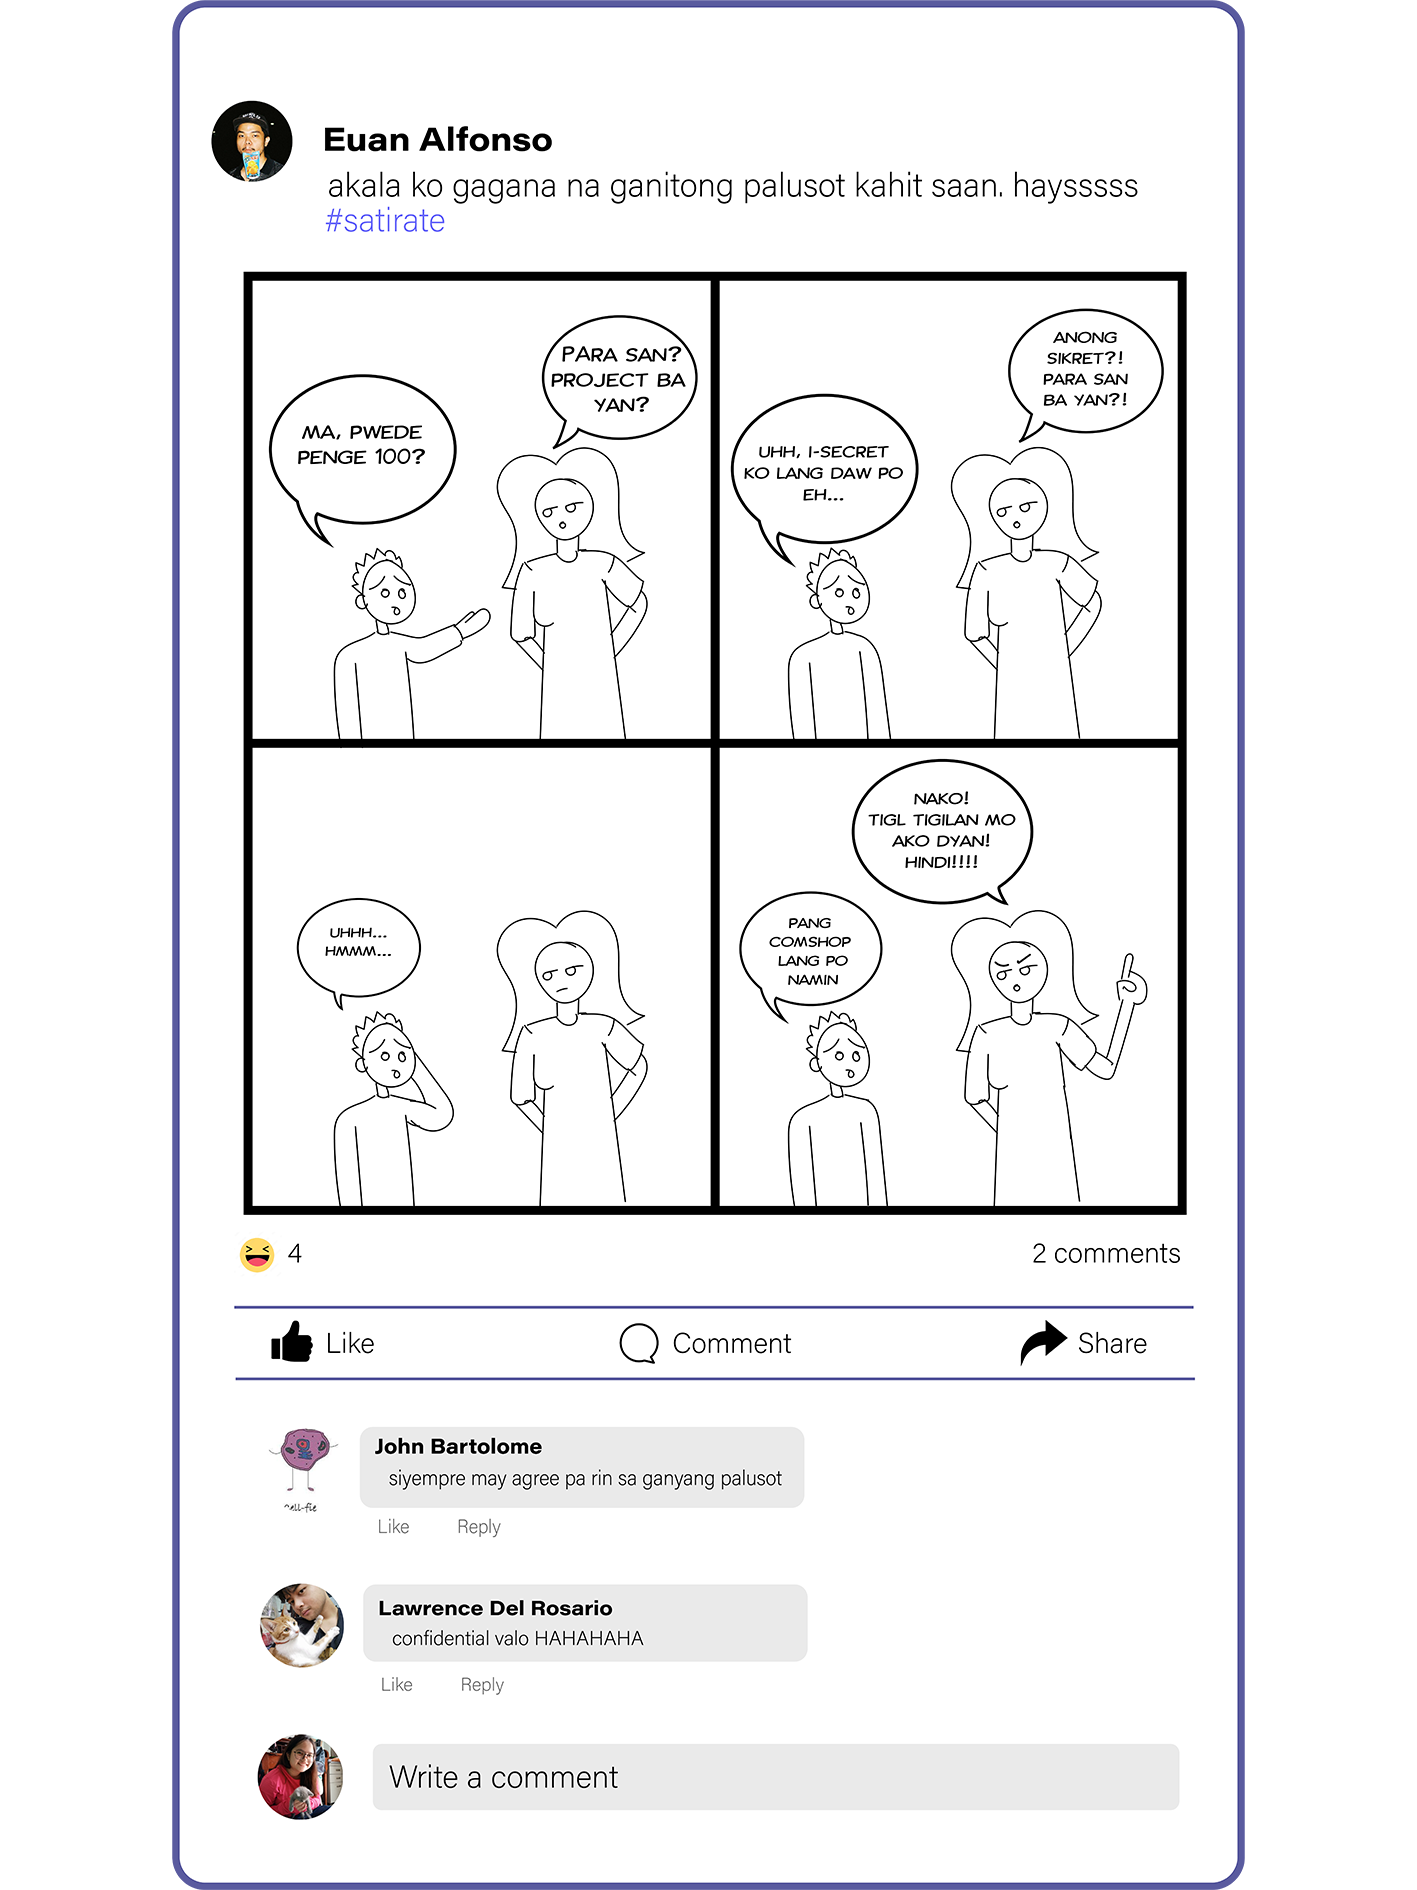 Euan Alfonso
akala ko gagana na ganitong palusot kahit saan. haysssss
#satirate
MA, PWEDE
PENGE 100?
PARA SAN?
PROJECT BA
YAN?
UHH, I-SECRET
KO LANG DAW PO
EH...
ANONG
SIKRET?!
PARA SAN
BA YAN?!
UHHH...
HMMM...
PANG
COMSHOP
LANG PO
NAMIN
NAKO!
TIGL TIGILAN MO
AKO DYAN!
HINDI!!!!
4
2 comments
Like
Comment
Share
John Bartolome
siyempre may agree pa rin sa ganyang palusot
Like Reply
Lawrence Del Rosario
confidential valo HAHAHAHA
Like Reply
Write a comment